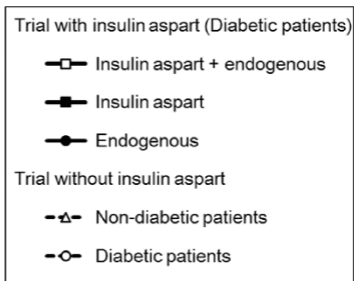 Trial with insulin aspart (Diabetic patients)
Insulin aspart + endogenous
Insulin aspart
Endogenous
Trial without insulin aspart
Non-diabetic patients
Diabetic patients